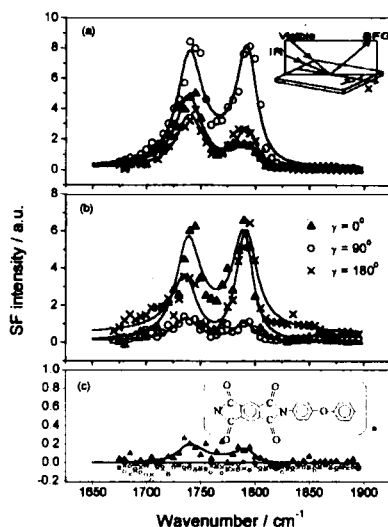 (a)
Visible
SFG
IR
X
10
8
6
4
2
0
(b)
γ = 0°
γ = 90°
γ = 180°
8
6
4
2
0
SF intensity / a.u.
(c)
1.0
0.8
0.6
0.4
0.2
0.0
-0.2
O O
C C
N N O
C C
O O
n
1650 1700 1750 1800 1850 1900
Wavenumber / cm⁻¹